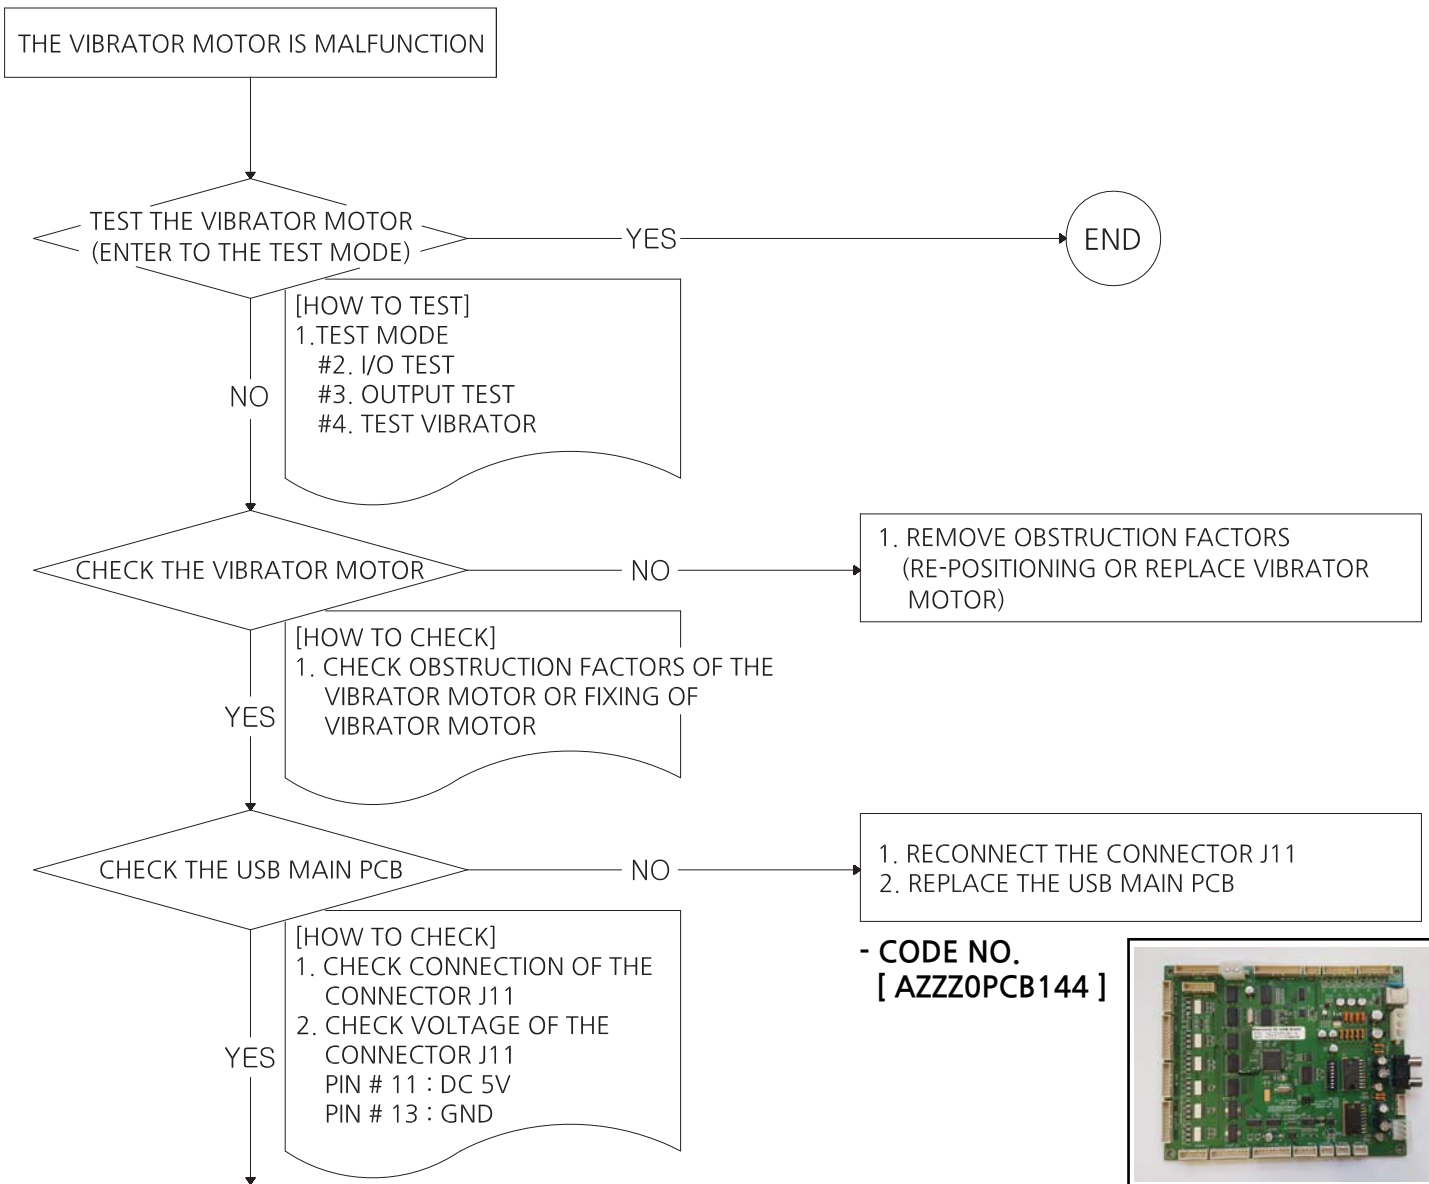 THE VIBRATOR MOTOR IS MALFUNCTION
TEST THE VIBRATOR MOTOR
(ENTER TO THE TEST MODE)
YES
END
[HOW TO TEST]
1.TEST MODE
#2. I/O TEST
#3. OUTPUT TEST
#4. TEST VIBRATOR
NO
CHECK THE VIBRATOR MOTOR
NO
1. REMOVE OBSTRUCTION FACTORS
(RE-POSITIONING OR REPLACE VIBRATOR
MOTOR)
[HOW TO CHECK]
1. CHECK OBSTRUCTION FACTORS OF THE
VIBRATOR MOTOR OR FIXING OF
VIBRATOR MOTOR
YES
CHECK THE USB MAIN PCB
NO
1. RECONNECT THE CONNECTOR J11
2. REPLACE THE USB MAIN PCB
[HOW TO CHECK]
1. CHECK CONNECTION OF THE
CONNECTOR J11
2. CHECK VOLTAGE OF THE
CONNECTOR J11
PIN # 11 : DC 5V
PIN # 13 : GND
YES
- CODE NO.
[ AZZZ0PCB144 ]